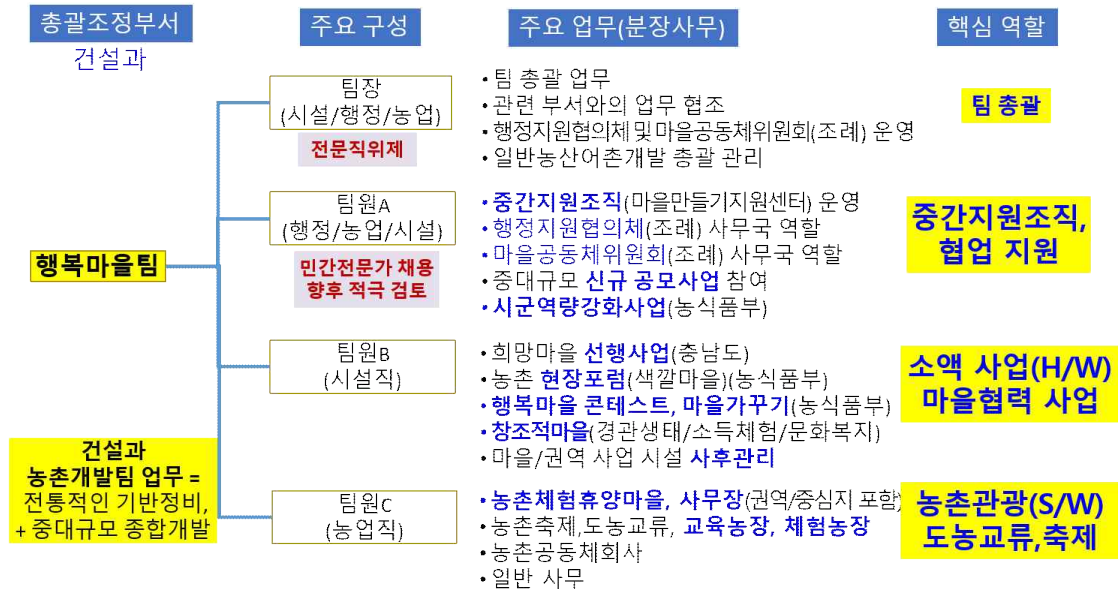 총괄조정부서
건설과
주요 구성
주요 업무(분장사무)
핵심 역할
행복마을팀
건설과
농촌개발팀 업무 =
전통적인 기반정비,
+ 중대규모 종합개발
팀장
(시설/행정/농업)
전문직위제
• 팀 총괄 업무
• 관련 부서와의 업무 협조
• 행정지원협의체 및 마을공동체위원회(조례) 운영
• 일반농산어촌개발 총괄 관리
팀 총괄
팀원A
(행정/농업/시설)
민간전문가 채용
향후 적극 검토
• 중간지원조직(마을만들기지원센터) 운영
• 행정지원협의체(조례) 사무국 역할
• 마을공동체위원회(조례) 사무국 역할
• 중대규모 신규 공모사업 참여
• 시군역량강화사업(농식품부)
중간지원조직,
협업 지원
팀원B
(시설직)
• 희망마을 선행사업(충남도)
• 농촌 현장포럼(색깔마을)(농식품부)
• 행복마을 콘테스트, 마을가꾸기(농식품부)
• 창조적마을(경관생태/소득체험/문화복지)
• 마을/권역 사업 시설 사후관리
소액 사업(H/W)
마을협력 사업
팀원C
(농업직)
• 농촌체험휴양마을, 사무장(권역/중심지 포함)
• 농촌축제,도농교류, 교육농장, 체험농장
• 농촌공동체회사
• 일반 사무
농촌관광(S/W)
도농교류,축제